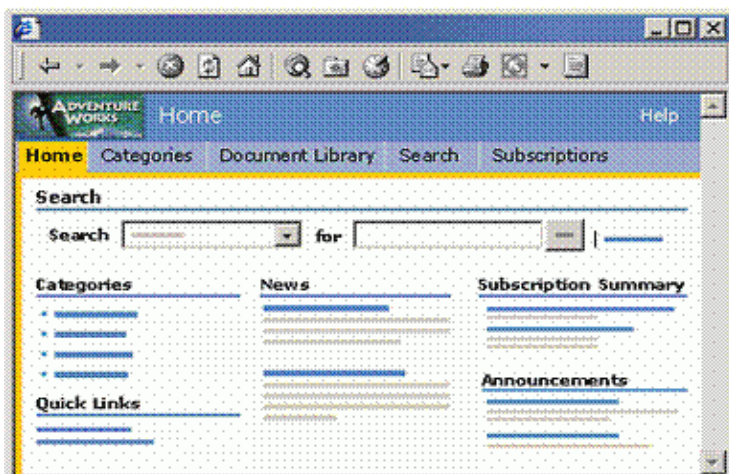 ADVENTURE
WORKS
Home
Help
Home Categories Document Library Search Subscriptions
Search
Search for
Categories News Subscription Summary
Announcements
Quick Links